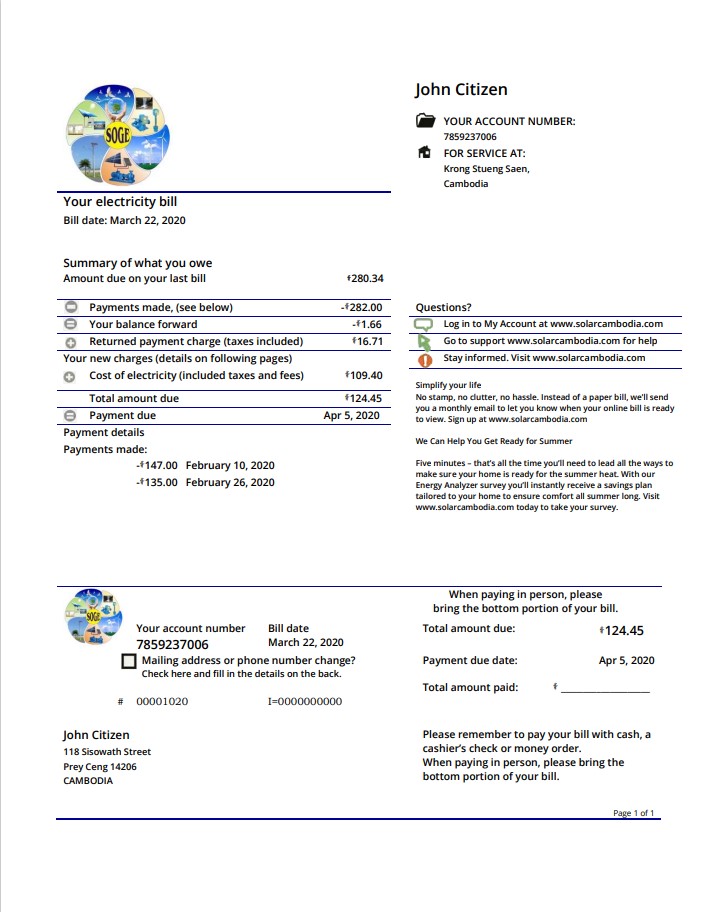 SOGE
John Citizen
YOUR ACCOUNT NUMBER:
7859237006
FOR SERVICE AT:
Krong Stueng Saen,
Cambodia
Your electricity bill
Bill date: March 22, 2020
Summary of what you owe
Amount due on your last bill ៛280.34
Payments made, (see below) -៛282.00
Your balance forward -៛1.66
Returned payment charge (taxes included) ៛16.71
Your new charges (details on following pages)
Cost of electricity (included taxes and fees) ៛109.40
Total amount due ៛124.45
Payment due Apr 5, 2020
Payment details
Payments made:
-៛147.00 February 10, 2020
-៛135.00 February 26, 2020
Questions?
Log in to My Account at www.solarcambodia.com
Go to support www.solarcambodia.com for help
Stay informed. Visit www.solarcambodia.com
Simplify your life
No stamp, no clutter, no hassle. Instead of a paper bill, we'll send
you a monthly email to let you know when your online bill is ready
to view. Sign up at www.solarcambodia.com
We Can Help You Get Ready for Summer
Five minutes – that's all the time you'll need to lead all the ways to
make sure your home is ready for the summer heat. With our
Energy Analyzer survey you'll instantly receive a savings plan
tailored to your home to ensure comfort all summer long. Visit
www.solarcambodia.com today to take your survey.
SOGE
Your account number Bill date
7859237006 March 22, 2020
Mailing address or phone number change?
Check here and fill in the details on the back.
# 00001020 I=0000000000
John Citizen
118 Sisowath Street
Prey Ceng 14206
CAMBODIA
When paying in person, please
bring the bottom portion of your bill.
Total amount due: ៛124.45
Payment due date: Apr 5, 2020
Total amount paid: ៛ _______________
Please remember to pay your bill with cash, a
cashier's check or money order.
When paying in person, please bring the
bottom portion of your bill.
Page 1 of 1